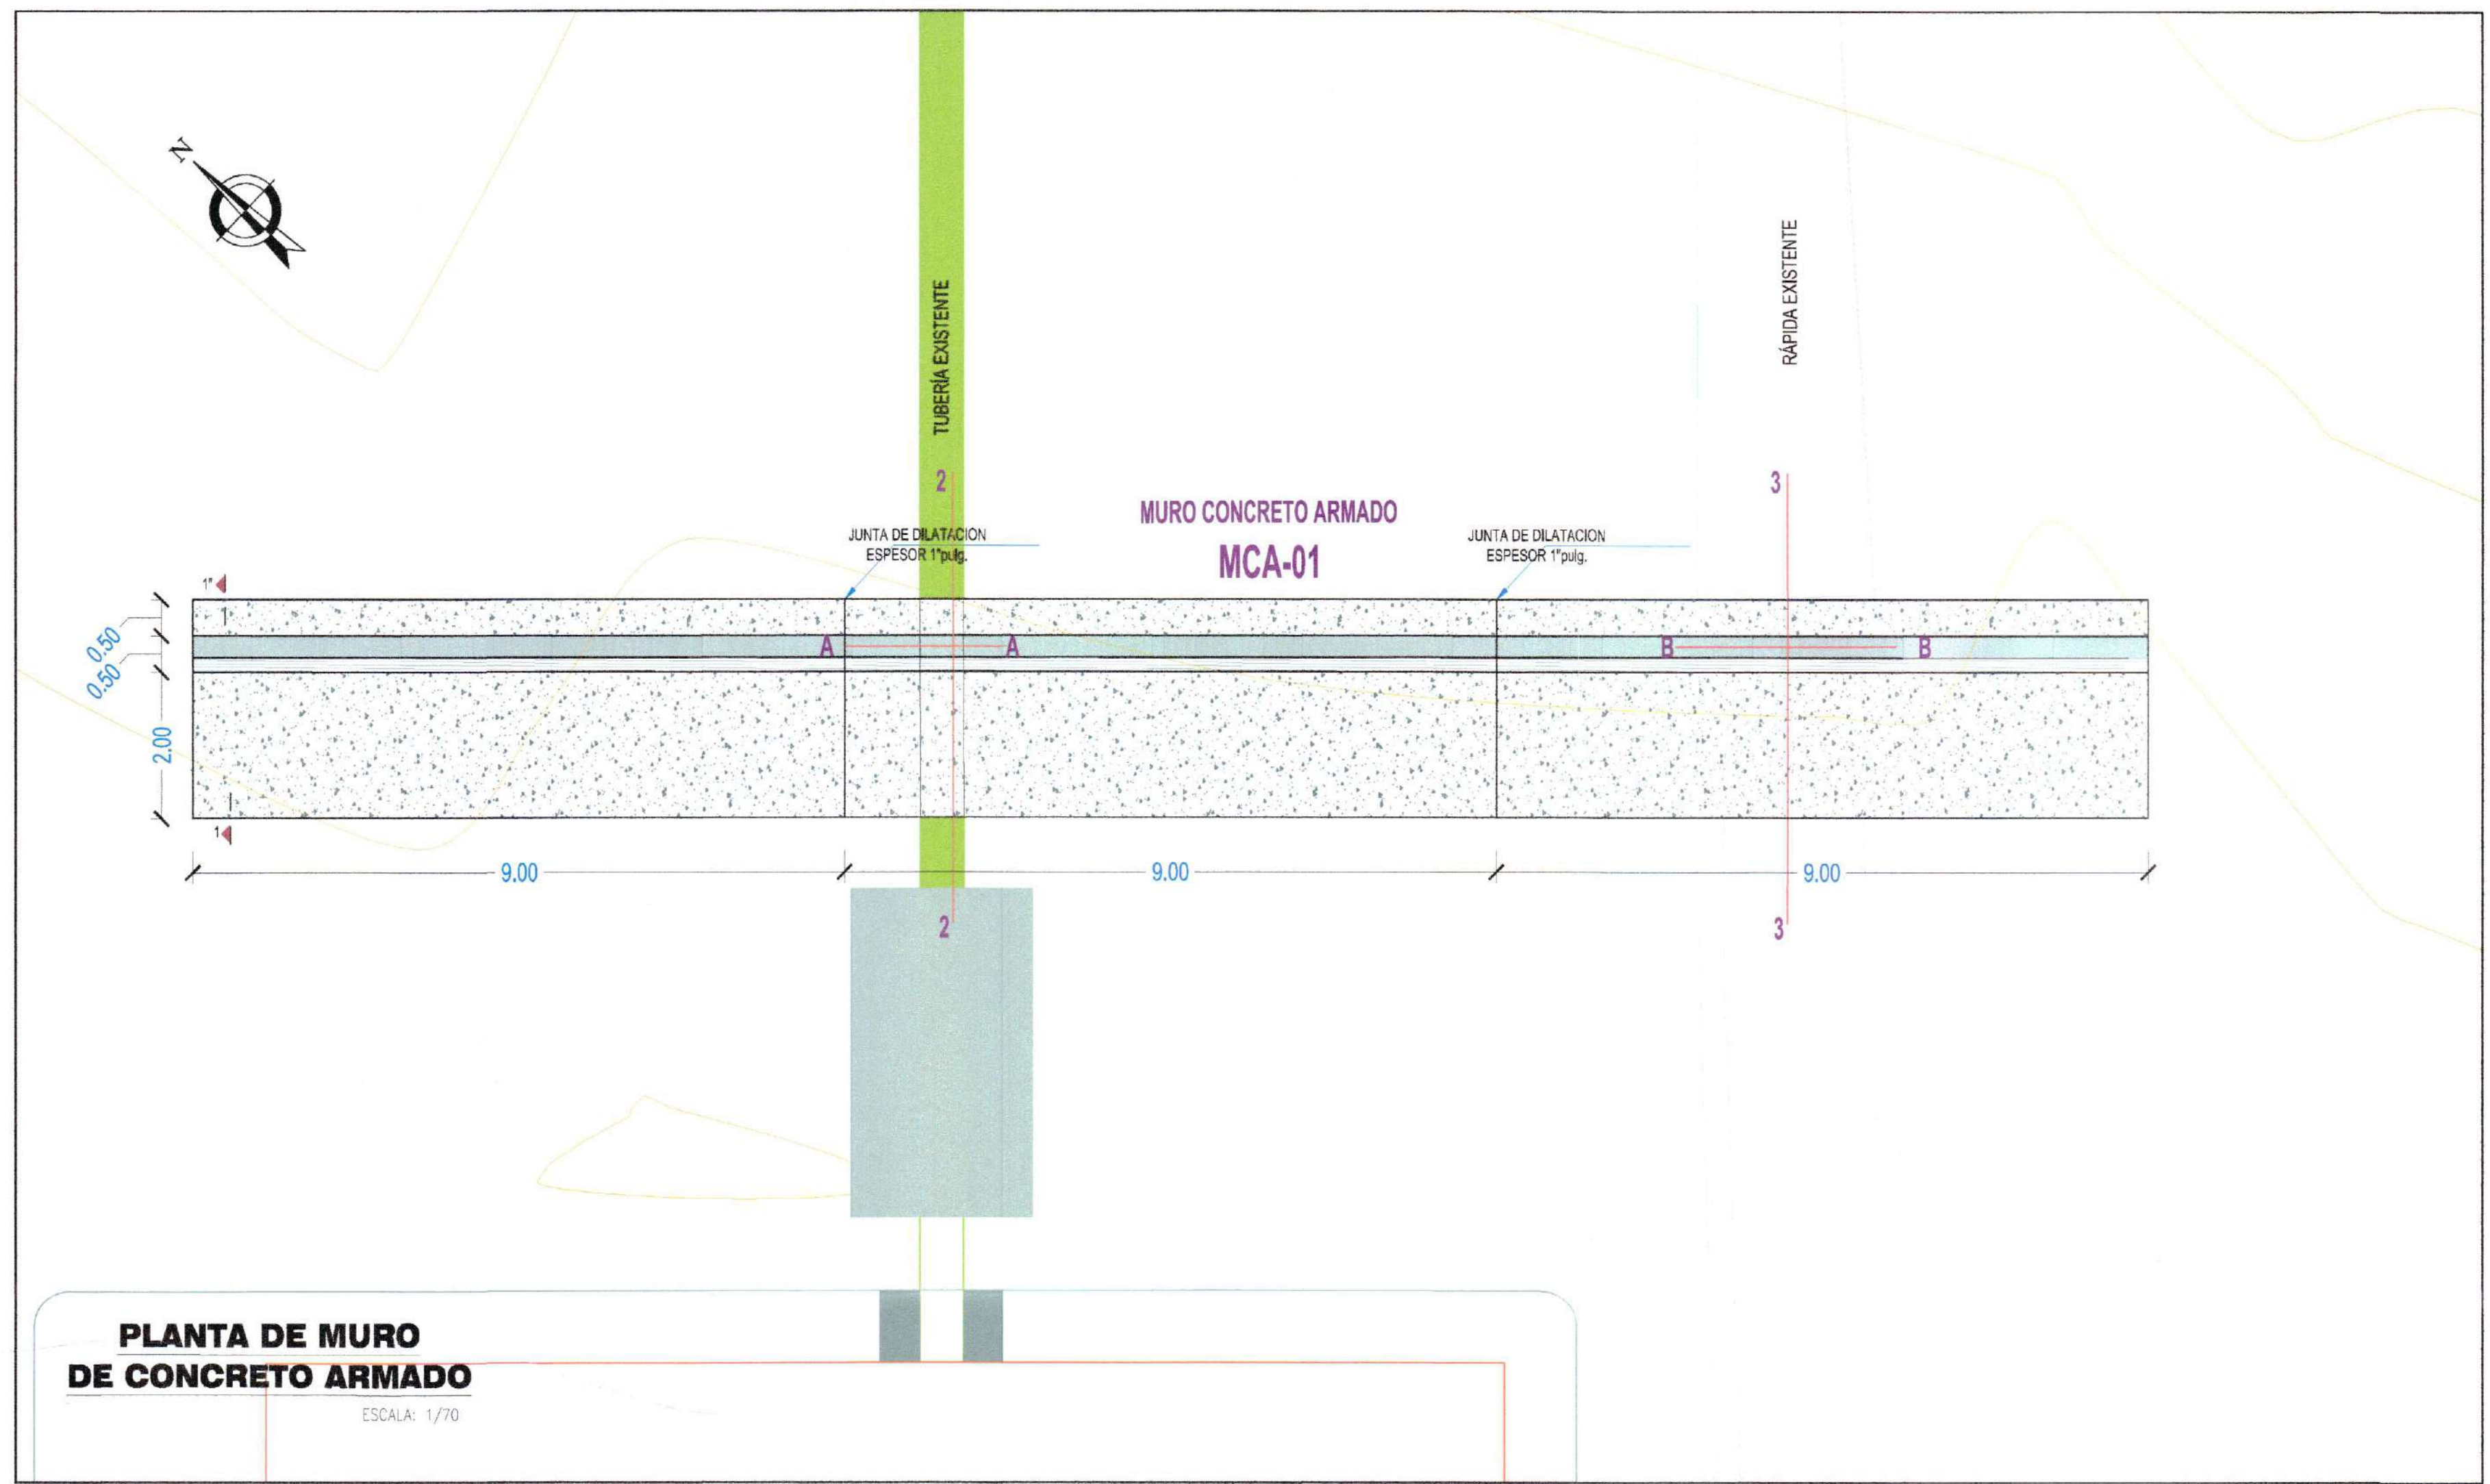 N
TUBERÍA EXISTENTE
RÁPIDA EXISTENTE
2
3
MURO CONCRETO ARMADO
MCA-01
JUNTA DE DILATACION
ESPESOR 1"pulg.
JUNTA DE DILATACION
ESPESOR 1"pulg.
1"
0.50
0.50
2.00
A
A
B
B
1
9.00
9.00
9.00
2
3
PLANTA DE MURO
DE CONCRETO ARMADO
ESCALA: 1/70